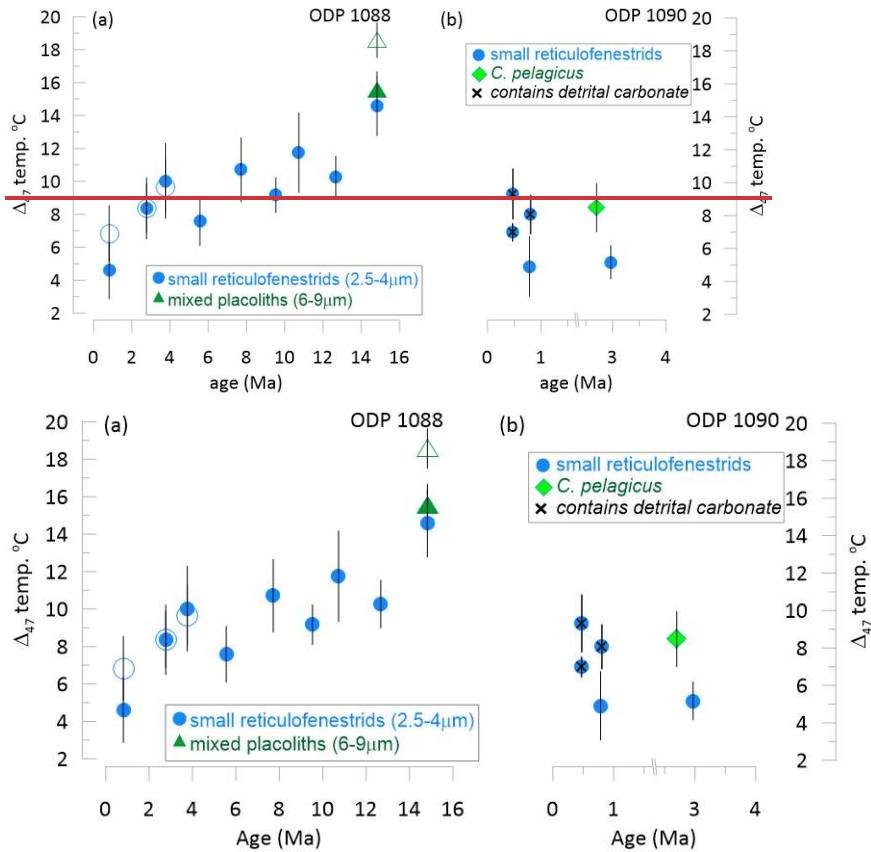 (a)
ODP 1088
20
18
16
14
12
10
8
6
4
2
Δ47 temp. °C
small reticulofenestrids (2.5-4μm)
mixed placoliths (6-9μm)
0 2 4 6 8 10 12 14 16
age (Ma)
(b)
ODP 1090
20
18
16
14
12
10
8
6
4
2
Δ47 temp. °C
small reticulofenestrids
C. pelagicus
contains detrital carbonate
0 1 3 4
age (Ma)
(a)
ODP 1088
20
18
16
14
12
10
8
6
4
2
Δ47 temp. °C
small reticulofenestrids (2.5-4μm)
mixed placoliths (6-9μm)
0 2 4 6 8 10 12 14 16
Age (Ma)
(b)
ODP 1090
20
18
16
14
12
10
8
6
4
2
Δ47 temp. °C
small reticulofenestrids
C. pelagicus
contains detrital carbonate
0 1 3 4
Age (Ma)